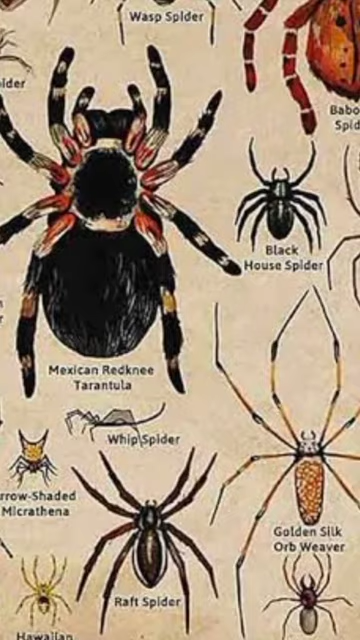 Wasp Spider
ider
Babo
Spid
Black
House Spider
Mexican Redknee
Tarantula
Whip Spider
rrow-Shaded
Micrathena
Golden Silk
Orb Weaver
Raft Spider
Hawaiian